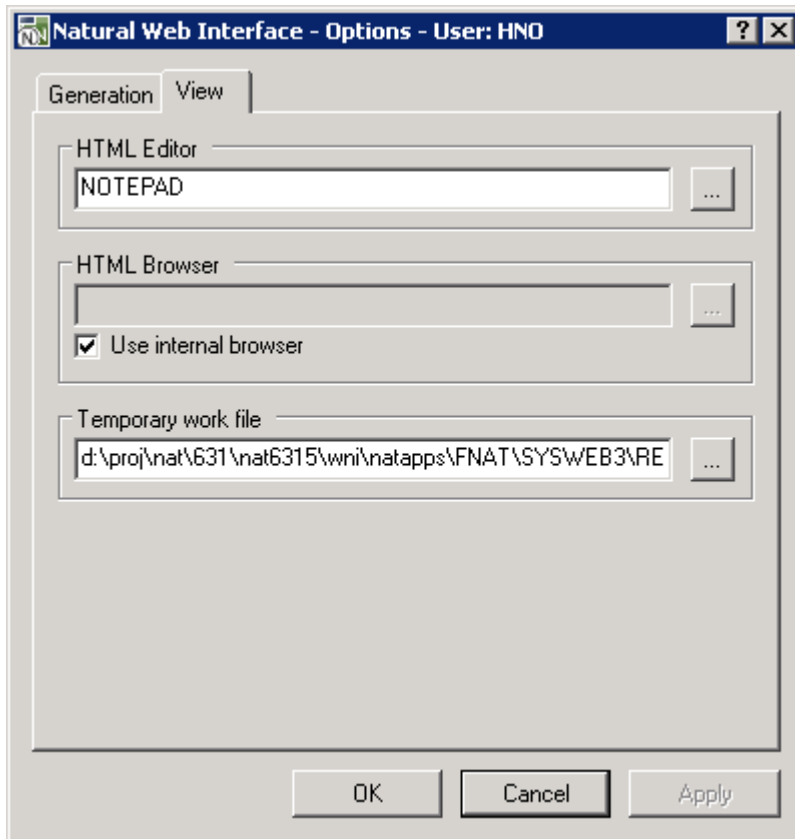 Natural Web Interface - Options - User: HNO
Generation View
HTML Editor
NOTEPAD
...
HTML Browser
...
Use internal browser
Temporary work file
d:\proj\nat\631\nat6315\wni\natapps\FNAT\SYSWEB3\RE
...
OK Cancel Apply